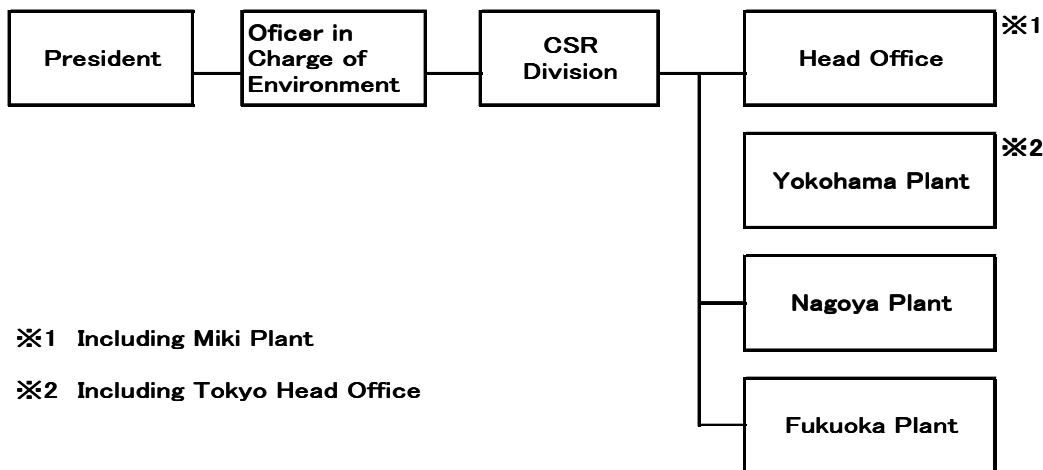 President
Oficer in
Charge of
Environment
CSR
Division
Head Office
※1
Yokohama Plant
※2
Nagoya Plant
Fukuoka Plant
※1 Including Miki Plant
※2 Including Tokyo Head Office